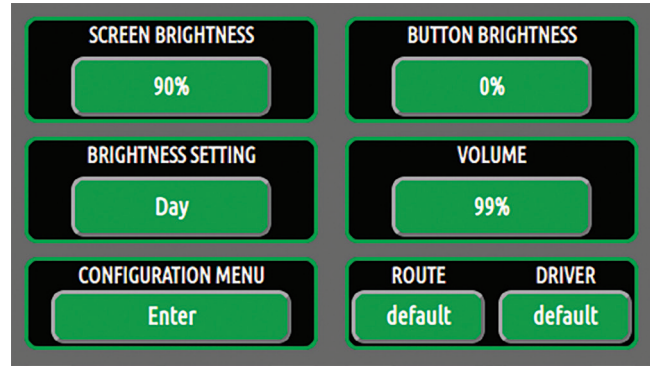 SCREEN BRIGHTNESS
90%
BUTTON BRIGHTNESS
0%
BRIGHTNESS SETTING
Day
VOLUME
99%
CONFIGURATION MENU
Enter
ROUTE DRIVER
default default